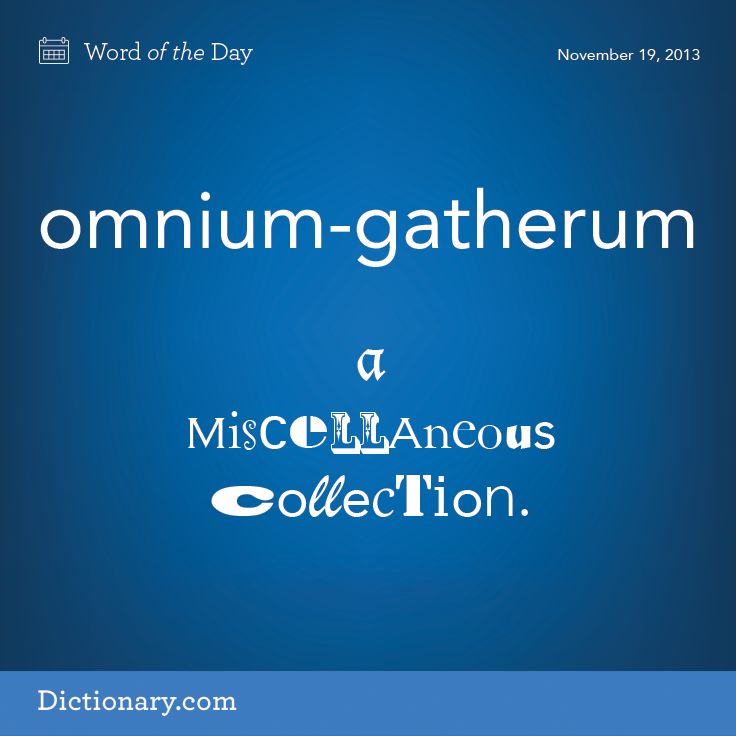 Word of the Day
November 19, 2013
omnium-gatherum
a
MisceLLAneous
CollecTion.
Dictionary.com